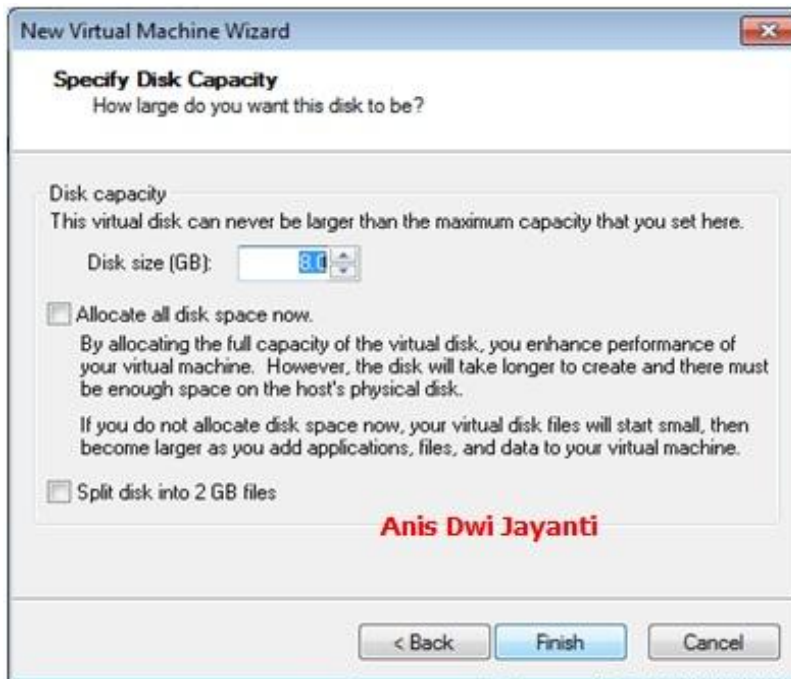 New Virtual Machine Wizard
Specify Disk Capacity
How large do you want this disk to be?
Disk capacity
This virtual disk can never be larger than the maximum capacity that you set here.
Disk size (GB): 8.0
Allocate all disk space now.
By allocating the full capacity of the virtual disk, you enhance performance of
your virtual machine. However, the disk will take longer to create and there must
be enough space on the host's physical disk.
If you do not allocate disk space now, your virtual disk files will start small, then
become larger as you add applications, files, and data to your virtual machine.
Split disk into 2 GB files
Anis Dwi Jayanti
< Back Finish Cancel